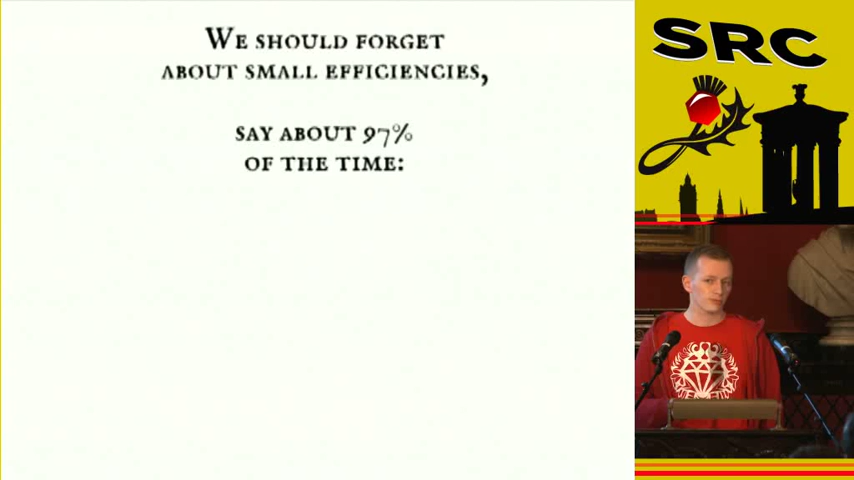 We should forget
about small efficiencies,
say about 97%
of the time:
SRC